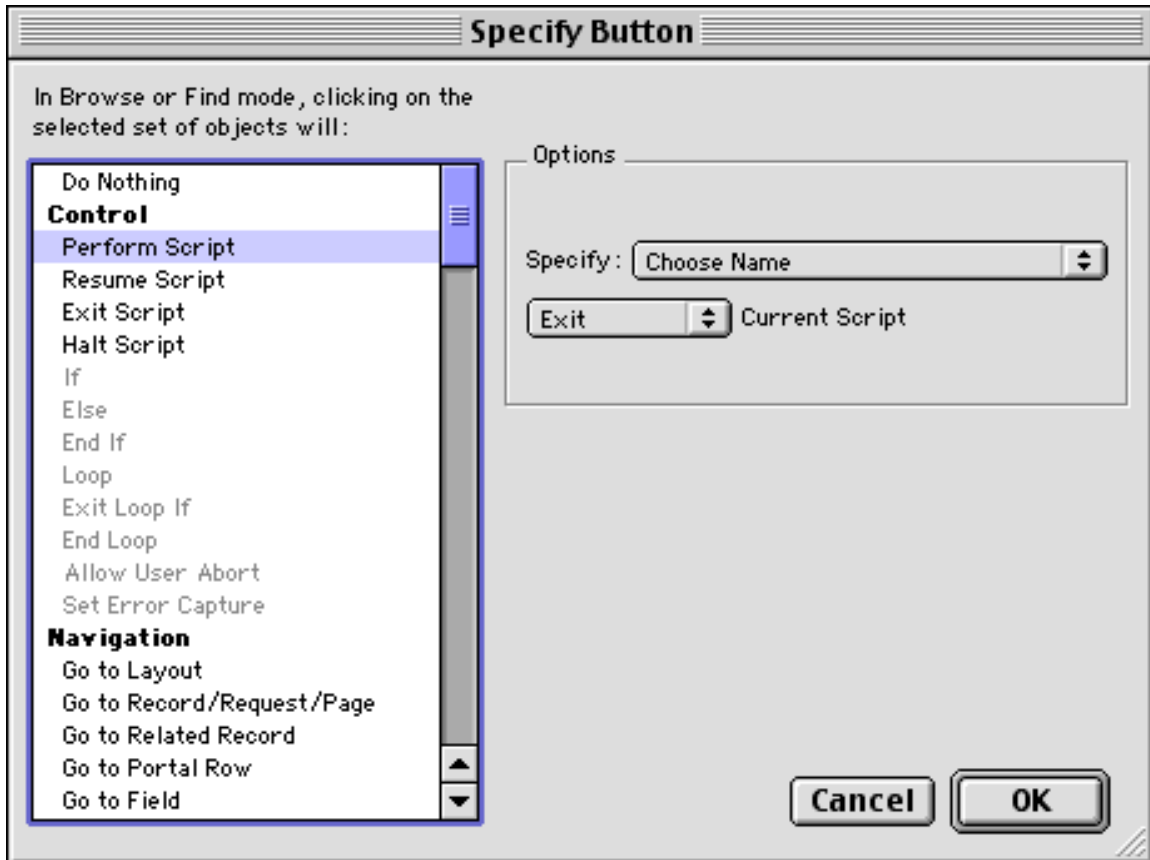 Specify Button
In Browse or Find mode, clicking on the
selected set of objects will:
Do Nothing
Control
Perform Script
Resume Script
Exit Script
Halt Script
If
Else
End If
Loop
Exit Loop If
End Loop
Allow User Abort
Set Error Capture
Navigation
Go to Layout
Go to Record/Request/Page
Go to Related Record
Go to Portal Row
Go to Field
Options
Specify: Choose Name
Exit Current Script
Cancel OK